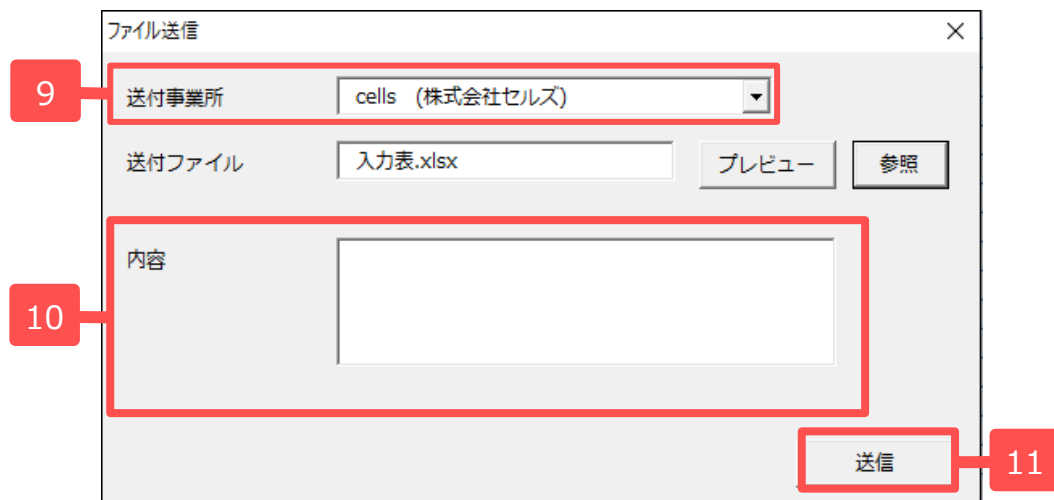 ファイル送信
9
送付事業所
cells (株式会社セルズ)
送付ファイル
入力表.xlsx
プレビュー
参照
内容
10
送信
11